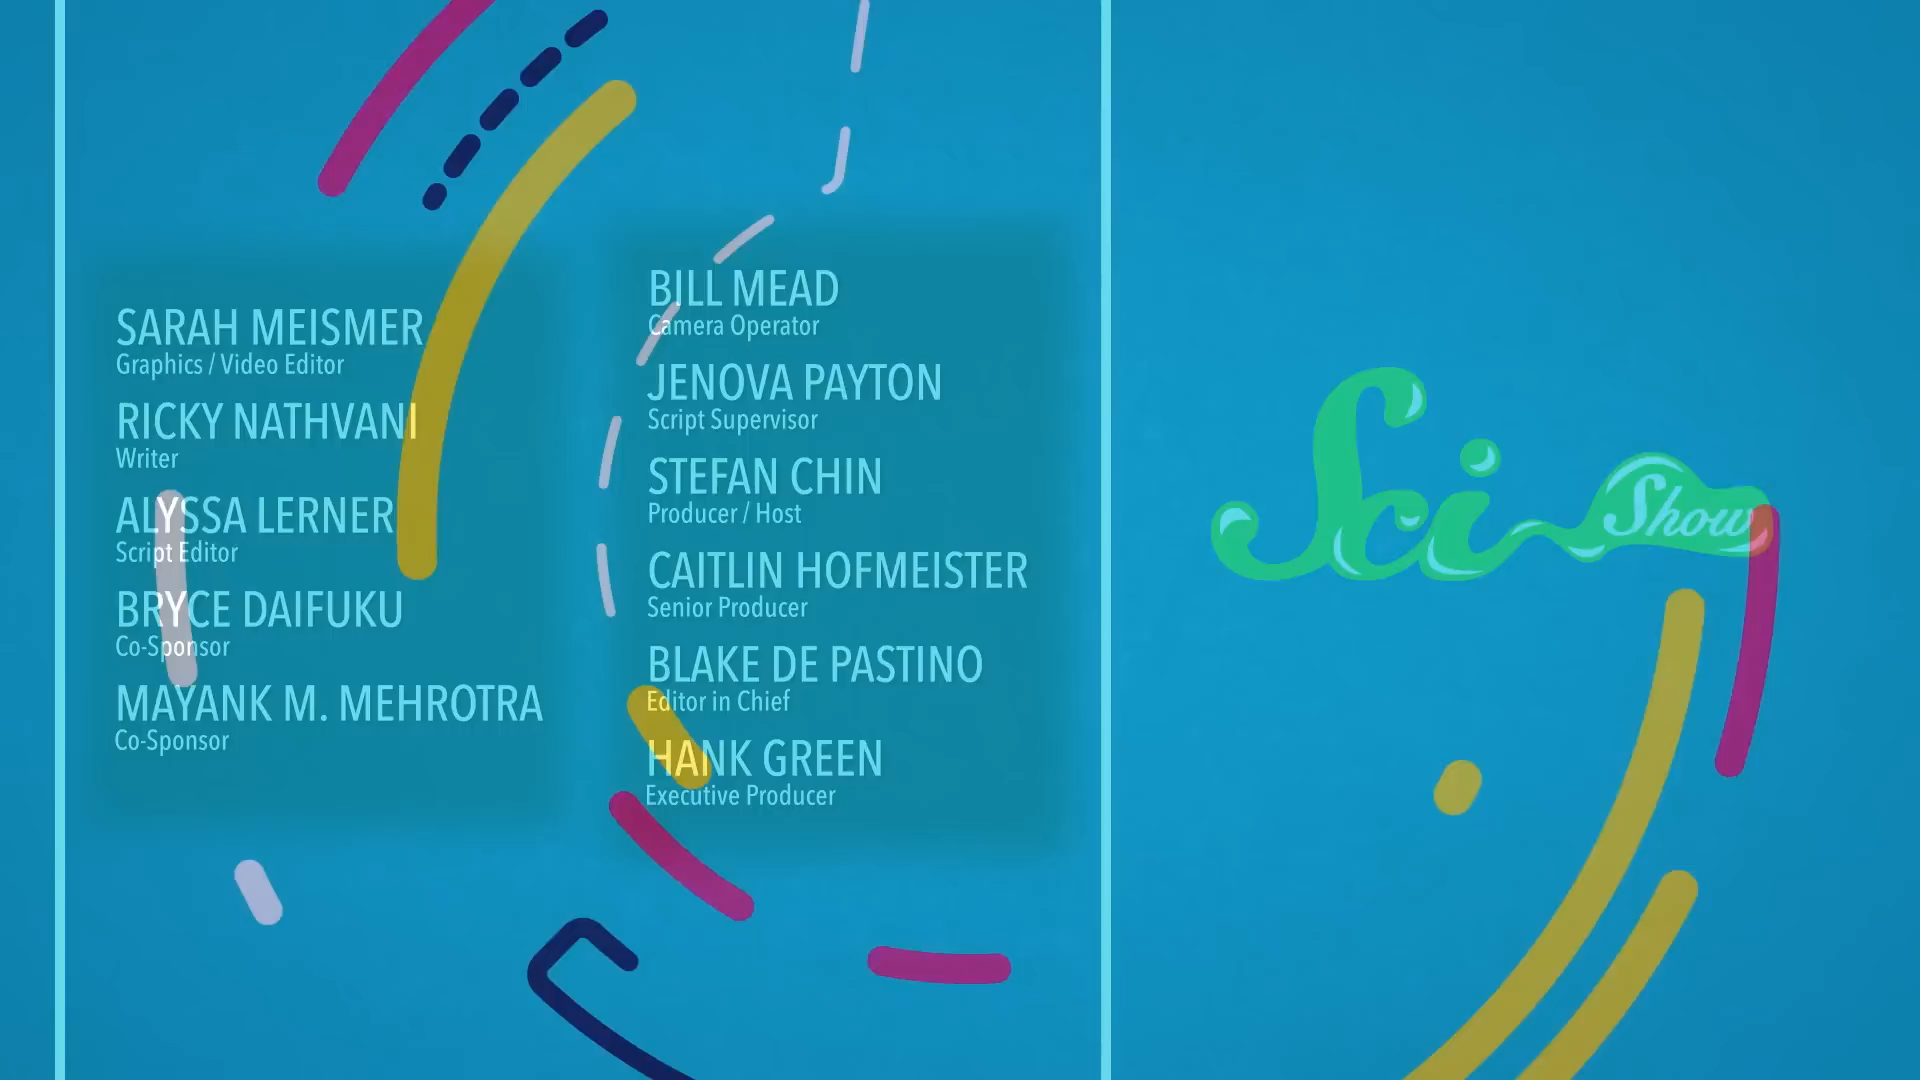 SARAH MEISMER
Graphics / Video Editor
RICKY NATHVANI
Writer
ALYSSA LERNER
Script Editor
BRYCE DAIFUKU
Co-Sponsor
MAYANK M. MEHROTRA
Co-Sponsor
BILL MEAD
Camera Operator
JENOVA PAYTON
Script Supervisor
STEFAN CHIN
Producer / Host
CAITLIN HOFMEISTER
Senior Producer
BLAKE DE PASTINO
Editor in Chief
HANK GREEN
Executive Producer
Sci Show